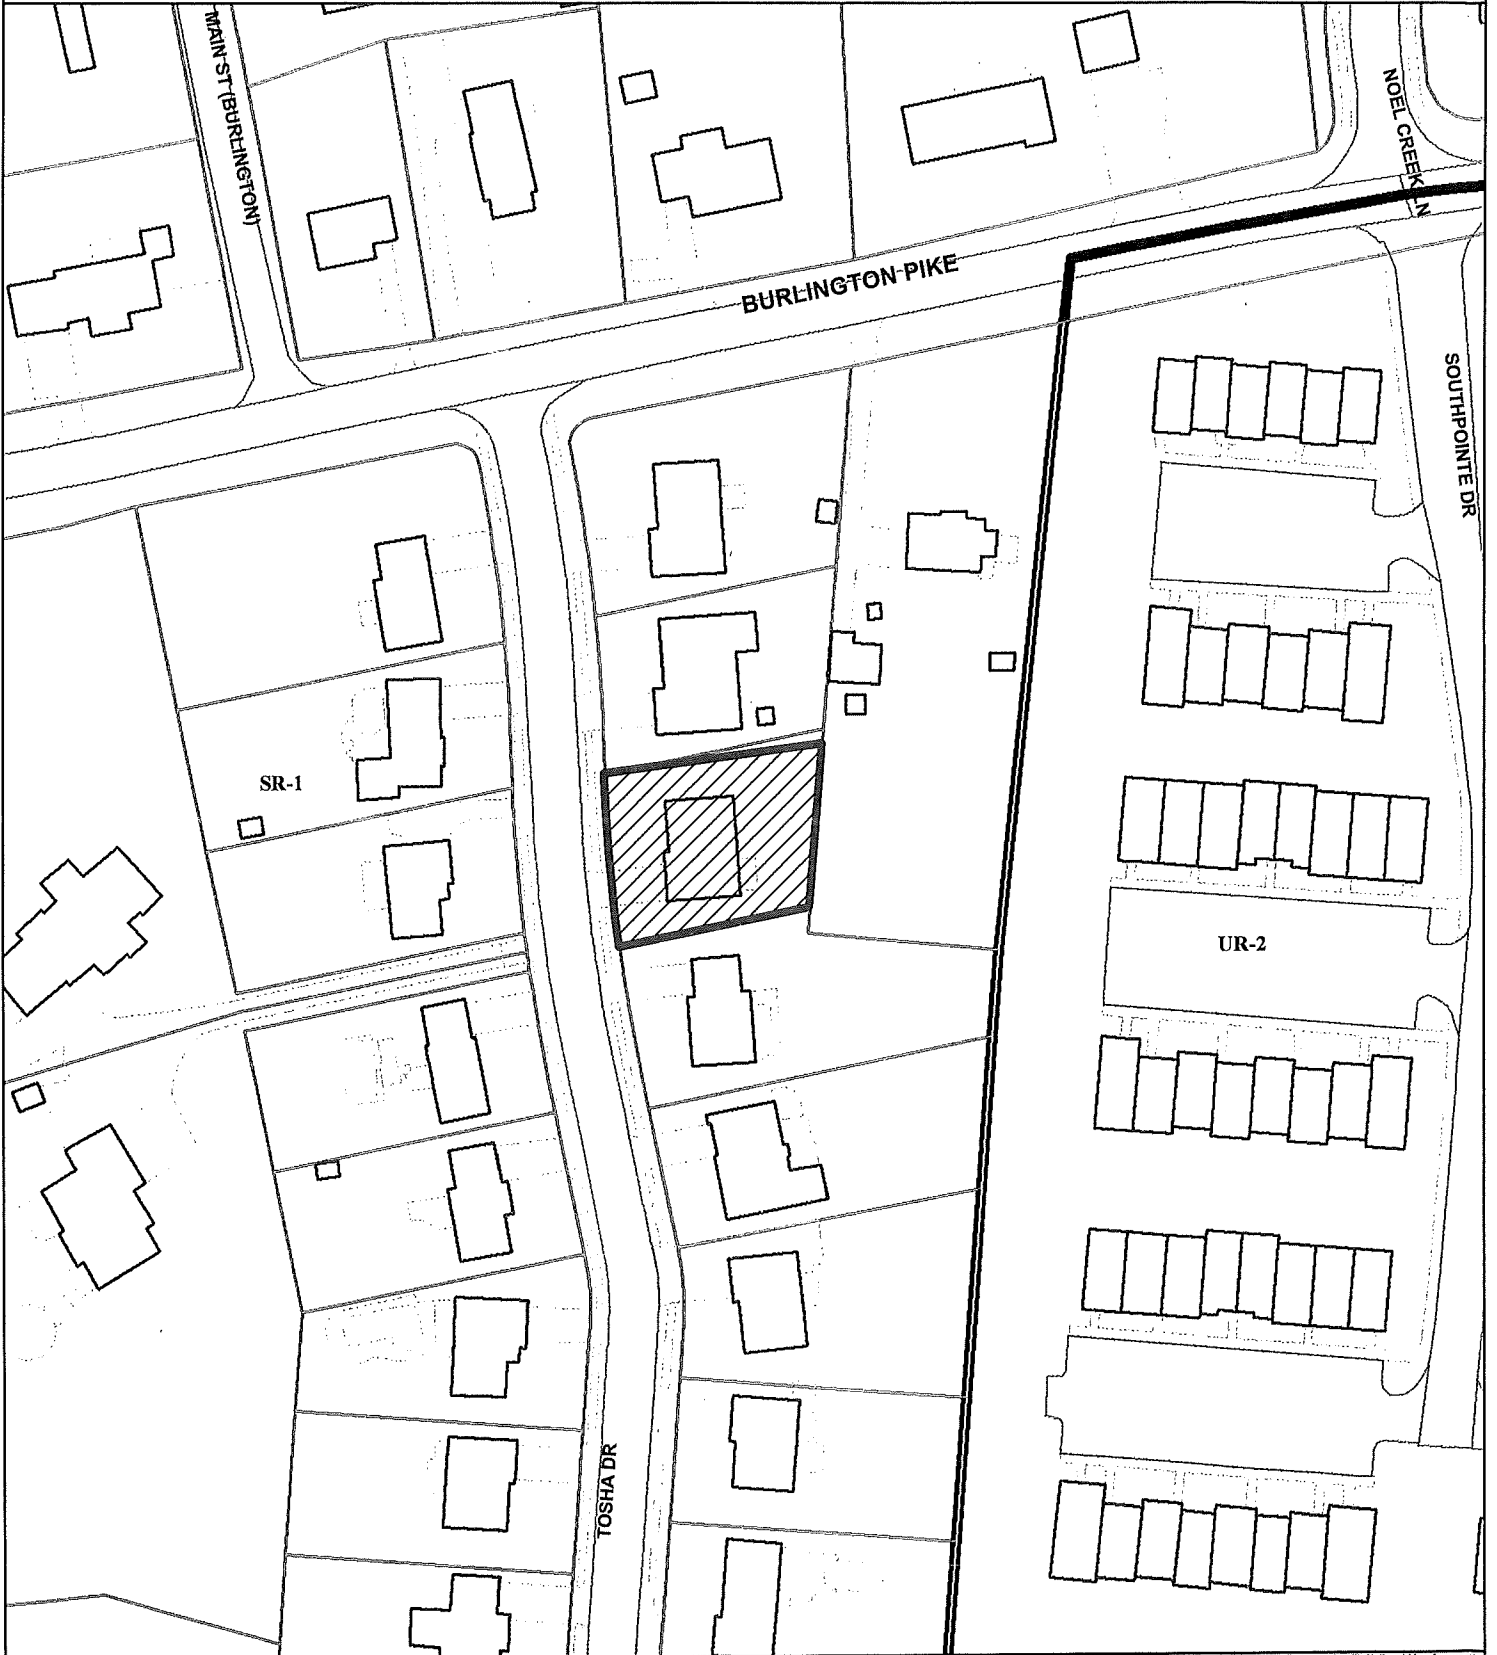 MAIN ST (BURLINGTON)
NOEL CREEK LN
BURLINGTON PIKE
SOUTHPOINTE DR
SR-1
UR-2
TOSHA DR